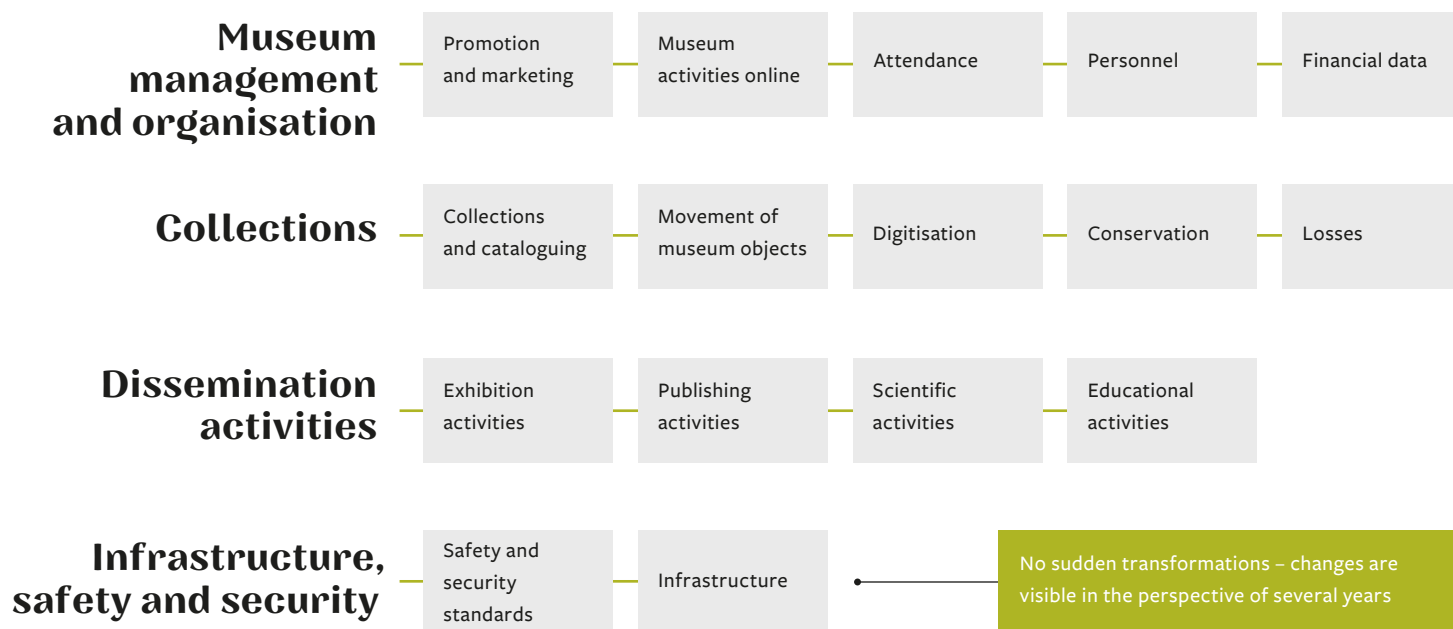 Museum
management
and organisation
Promotion
and marketing
Museum
activities online
Attendance
Personnel
Financial data
Collections
Collections
and cataloguing
Movement of
museum objects
Digitisation
Conservation
Losses
Dissemination
activities
Exhibition
activities
Publishing
activities
Scientific
activities
Educational
activities
Infrastructure,
safety and security
Safety and
security
standards
Infrastructure
No sudden transformations – changes are
visible in the perspective of several years